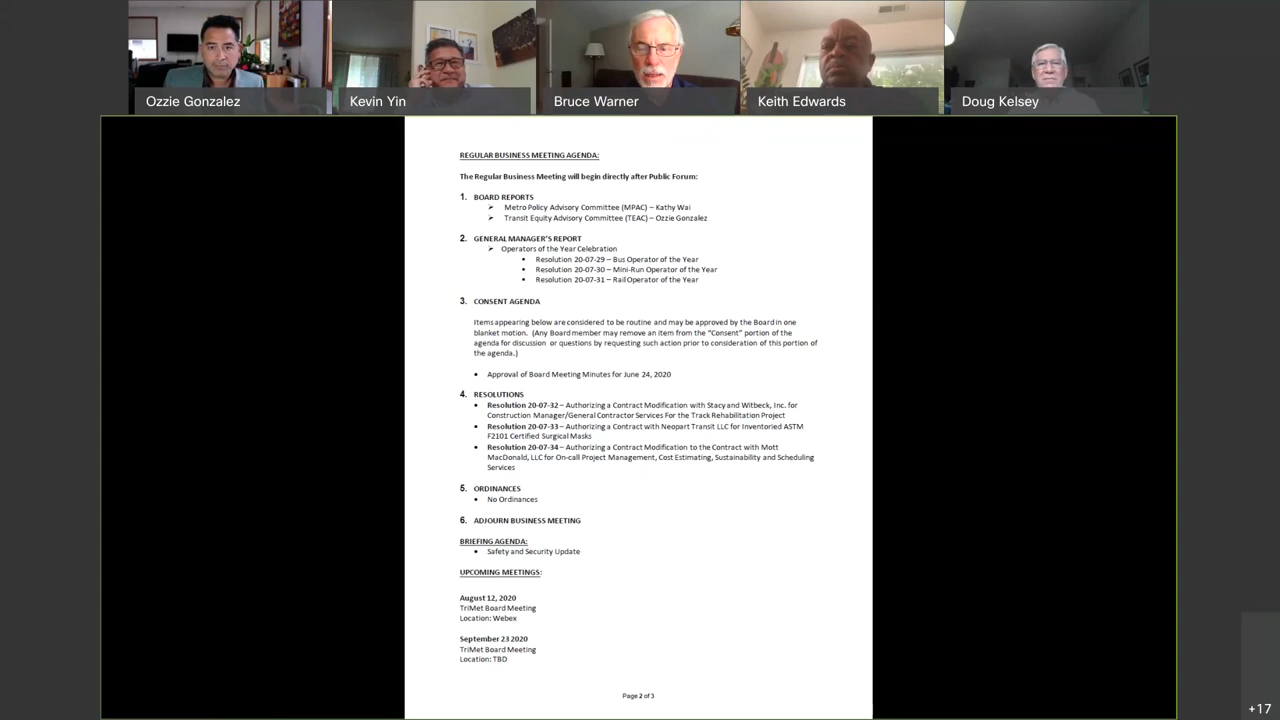 Ozzie Gonzalez
Kevin Yin
Bruce Warner
Keith Edwards
Doug Kelsey
REGULAR BUSINESS MEETING AGENDA:
The Regular Business Meeting will begin directly after Public Forum:
1. BOARD REPORTS
➢ Metro Policy Advisory Committee (MPAC) – Kathy Wai
➢ Transit Equity Advisory Committee (TEAC) – Ozzie Gonzalez
2. GENERAL MANAGER'S REPORT
➢ Operators of the Year Celebration
• Resolution 20-07-29 – Bus Operator of the Year
• Resolution 20-07-30 – Mini-Run Operator of the Year
• Resolution 20-07-31 – Rail Operator of the Year
3. CONSENT AGENDA
Items appearing below are considered to be routine and may be approved by the Board in one
blanket motion. (Any Board member may remove an item from the "Consent" portion of the
agenda for discussion or questions by requesting such action prior to consideration of this portion of
the agenda.)
• Approval of Board Meeting Minutes for June 24, 2020
4. RESOLUTIONS
• Resolution 20-07-32 – Authorizing a Contract Modification with Stacy and Witbeck, Inc. for
Construction Manager/General Contractor Services For the Track Rehabilitation Project
• Resolution 20-07-33 – Authorizing a Contract with Neopart Transit LLC for Inventoried ASTM
F2101 Certified Surgical Masks
• Resolution 20-07-34 – Authorizing a Contract Modification to the Contract with Mott
MacDonald, LLC for On-call Project Management, Cost Estimating, Sustainability and Scheduling
Services
5. ORDINANCES
• No Ordinances
6. ADJOURN BUSINESS MEETING
BRIEFING AGENDA:
• Safety and Security Update
UPCOMING MEETINGS:
August 12, 2020
TriMet Board Meeting
Location: Webex
September 23 2020
TriMet Board Meeting
Location: TBD
Page 2 of 3
+17